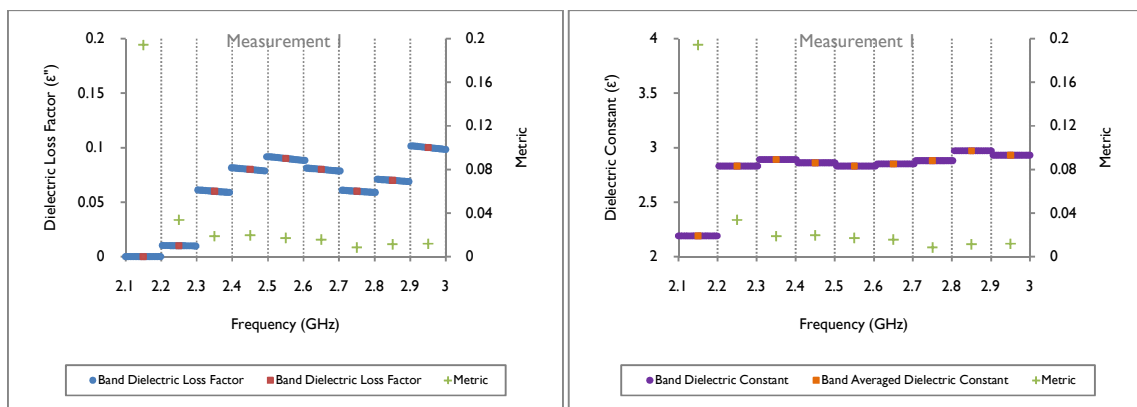 Measurement 1
Dielectric Loss Factor (ε")
0.2
0.15
0.1
0.05
0
0.2
0.16
0.12
0.08
0.04
0
Metric
2.1 2.2 2.3 2.4 2.5 2.6 2.7 2.8 2.9 3
Frequency (GHz)
Band Dielectric Loss Factor Band Dielectric Loss Factor Metric
Measurement 1
Dielectric Constant (ε')
4
3.5
3
2.5
2
0.2
0.16
0.12
0.08
0.04
0
Metric
2.1 2.2 2.3 2.4 2.5 2.6 2.7 2.8 2.9 3
Frequency (GHz)
Band Dielectric Constant Band Averaged Dielectric Constant Metric